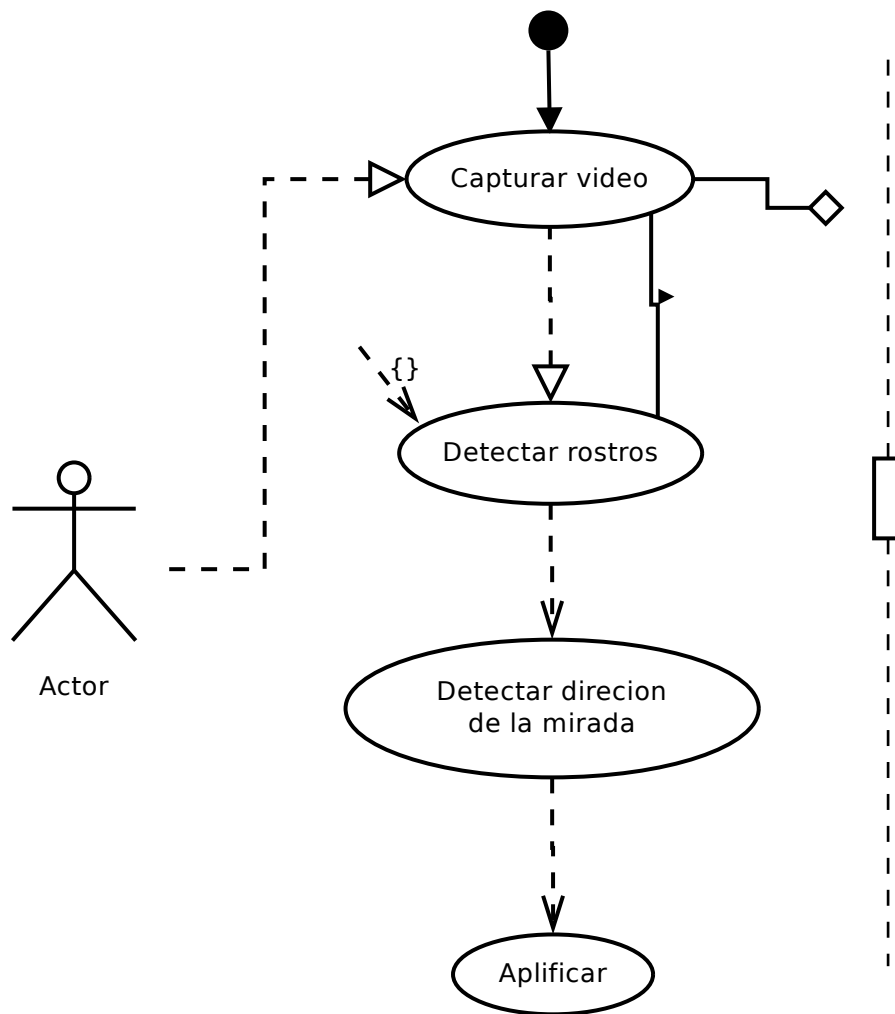 Capturar video
{}
Detectar rostros
Actor
Detectar direcion
de la mirada
Aplificar